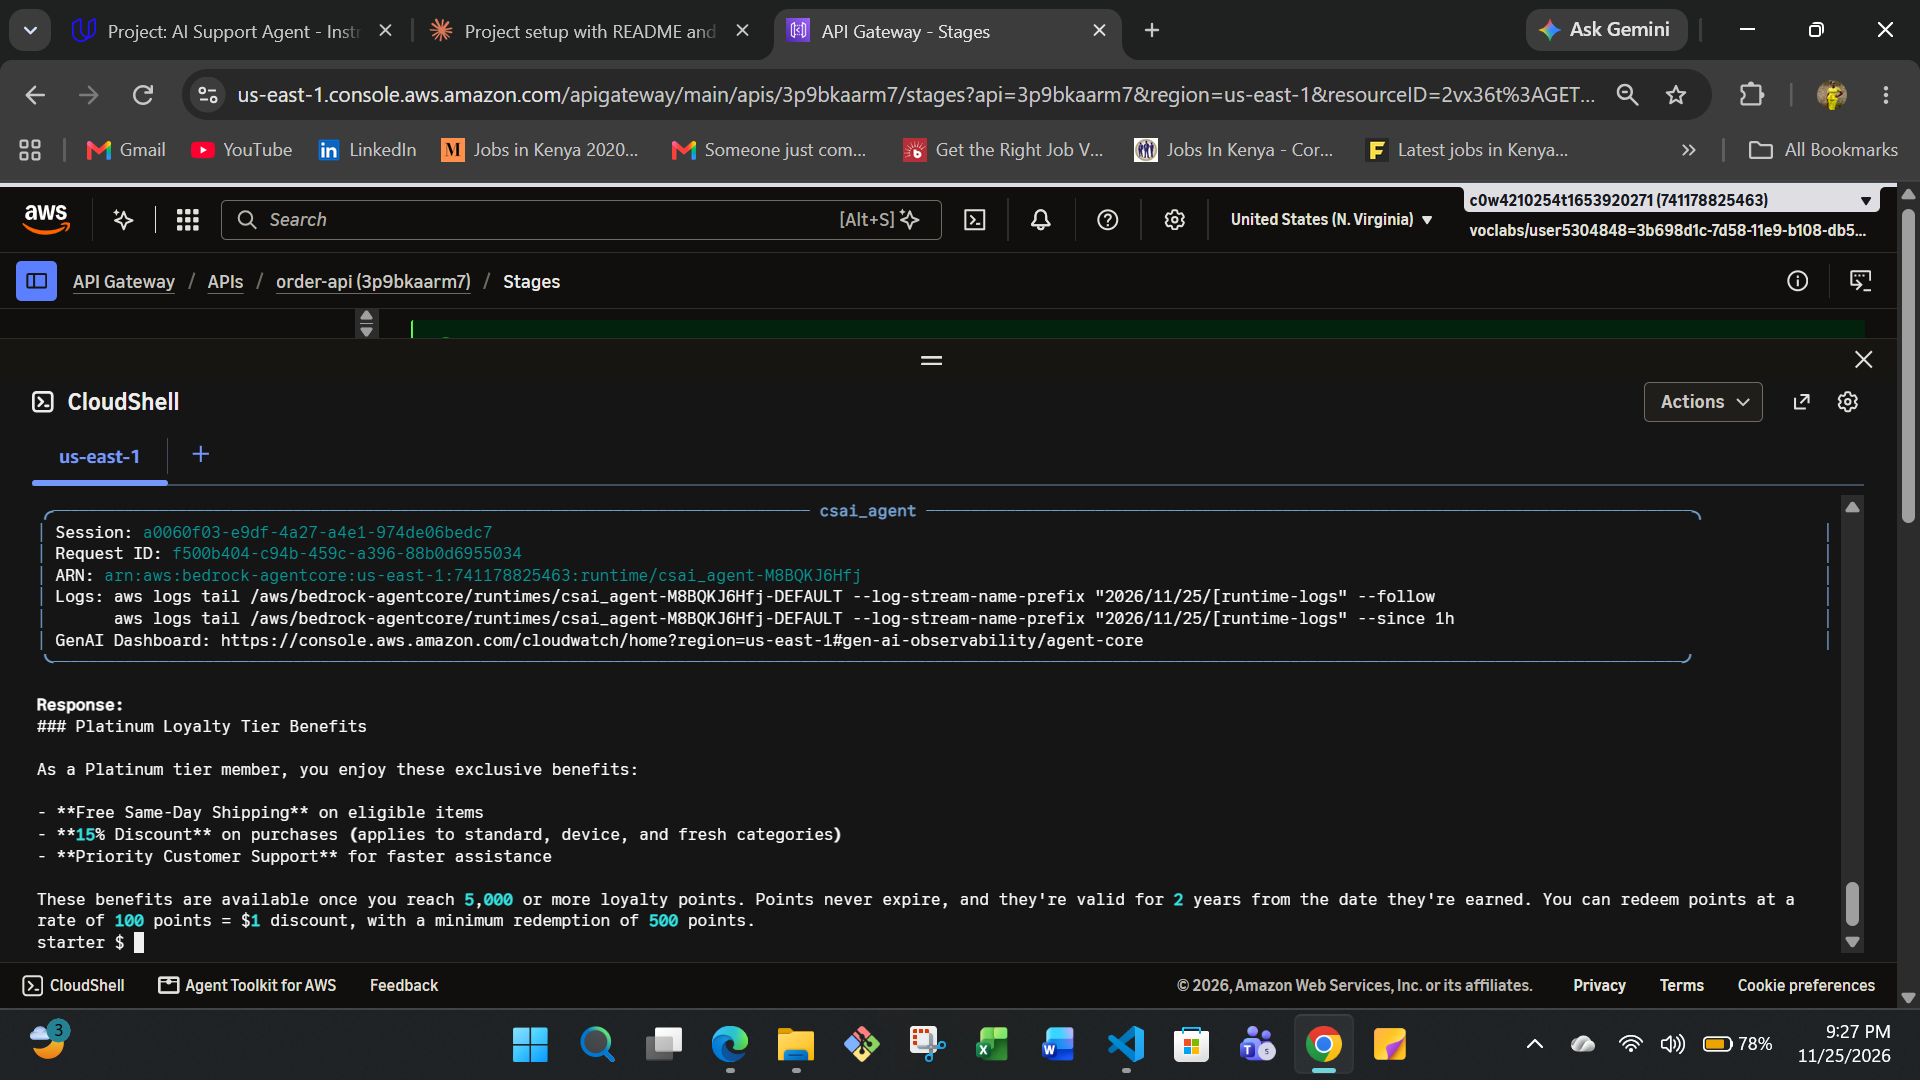 Project: AI Support Agent - Instr
Project setup with README and
API Gateway - Stages
Ask Gemini
us-east-1.console.aws.amazon.com/apigateway/main/apis/3p9bkaarm7/stages?api=3p9bkaarm7&region=us-east-1&resourceID=2vx36t%3AGET...
Gmail
YouTube
LinkedIn
Jobs in Kenya 2020...
Someone just com...
Get the Right Job V...
Jobs In Kenya - Cor...
Latest jobs in Kenya...
All Bookmarks
aws
Search
[Alt+S]
United States (N. Virginia)
c0w4210254t1653920271 (741178825463)
voclabs/user5304848=3b698d1c-7d58-11e9-b108-db5...
API Gateway / APIs / order-api (3p9bkaarm7) / Stages
CloudShell
Actions
us-east-1
csai_agent
Session: a0060f03-e9df-4a27-a4e1-974de06bedc7
Request ID: f500b404-c94b-459c-a396-88b0d6955034
ARN: arn:aws:bedrock-agentcore:us-east-1:741178825463:runtime/csai_agent-M8BQKJ6Hfj
Logs: aws logs tail /aws/bedrock-agentcore/runtimes/csai_agent-M8BQKJ6Hfj-DEFAULT --log-stream-name-prefix "2026/11/25/[runtime-logs" --follow
aws logs tail /aws/bedrock-agentcore/runtimes/csai_agent-M8BQKJ6Hfj-DEFAULT --log-stream-name-prefix "2026/11/25/[runtime-logs" --since 1h
GenAI Dashboard: https://console.aws.amazon.com/cloudwatch/home?region=us-east-1#gen-ai-observability/agent-core
Response:
### Platinum Loyalty Tier Benefits
As a Platinum tier member, you enjoy these exclusive benefits:
- **Free Same-Day Shipping** on eligible items
- **15% Discount** on purchases (applies to standard, device, and fresh categories)
- **Priority Customer Support** for faster assistance
These benefits are available once you reach 5,000 or more loyalty points. Points never expire, and they're valid for 2 years from the date they're earned. You can redeem points at a
rate of 100 points = $1 discount, with a minimum redemption of 500 points.
starter $
CloudShell
Agent Toolkit for AWS
Feedback
© 2026, Amazon Web Services, Inc. or its affiliates.
Privacy
Terms
Cookie preferences
3
78%
9:27 PM
11/25/2026